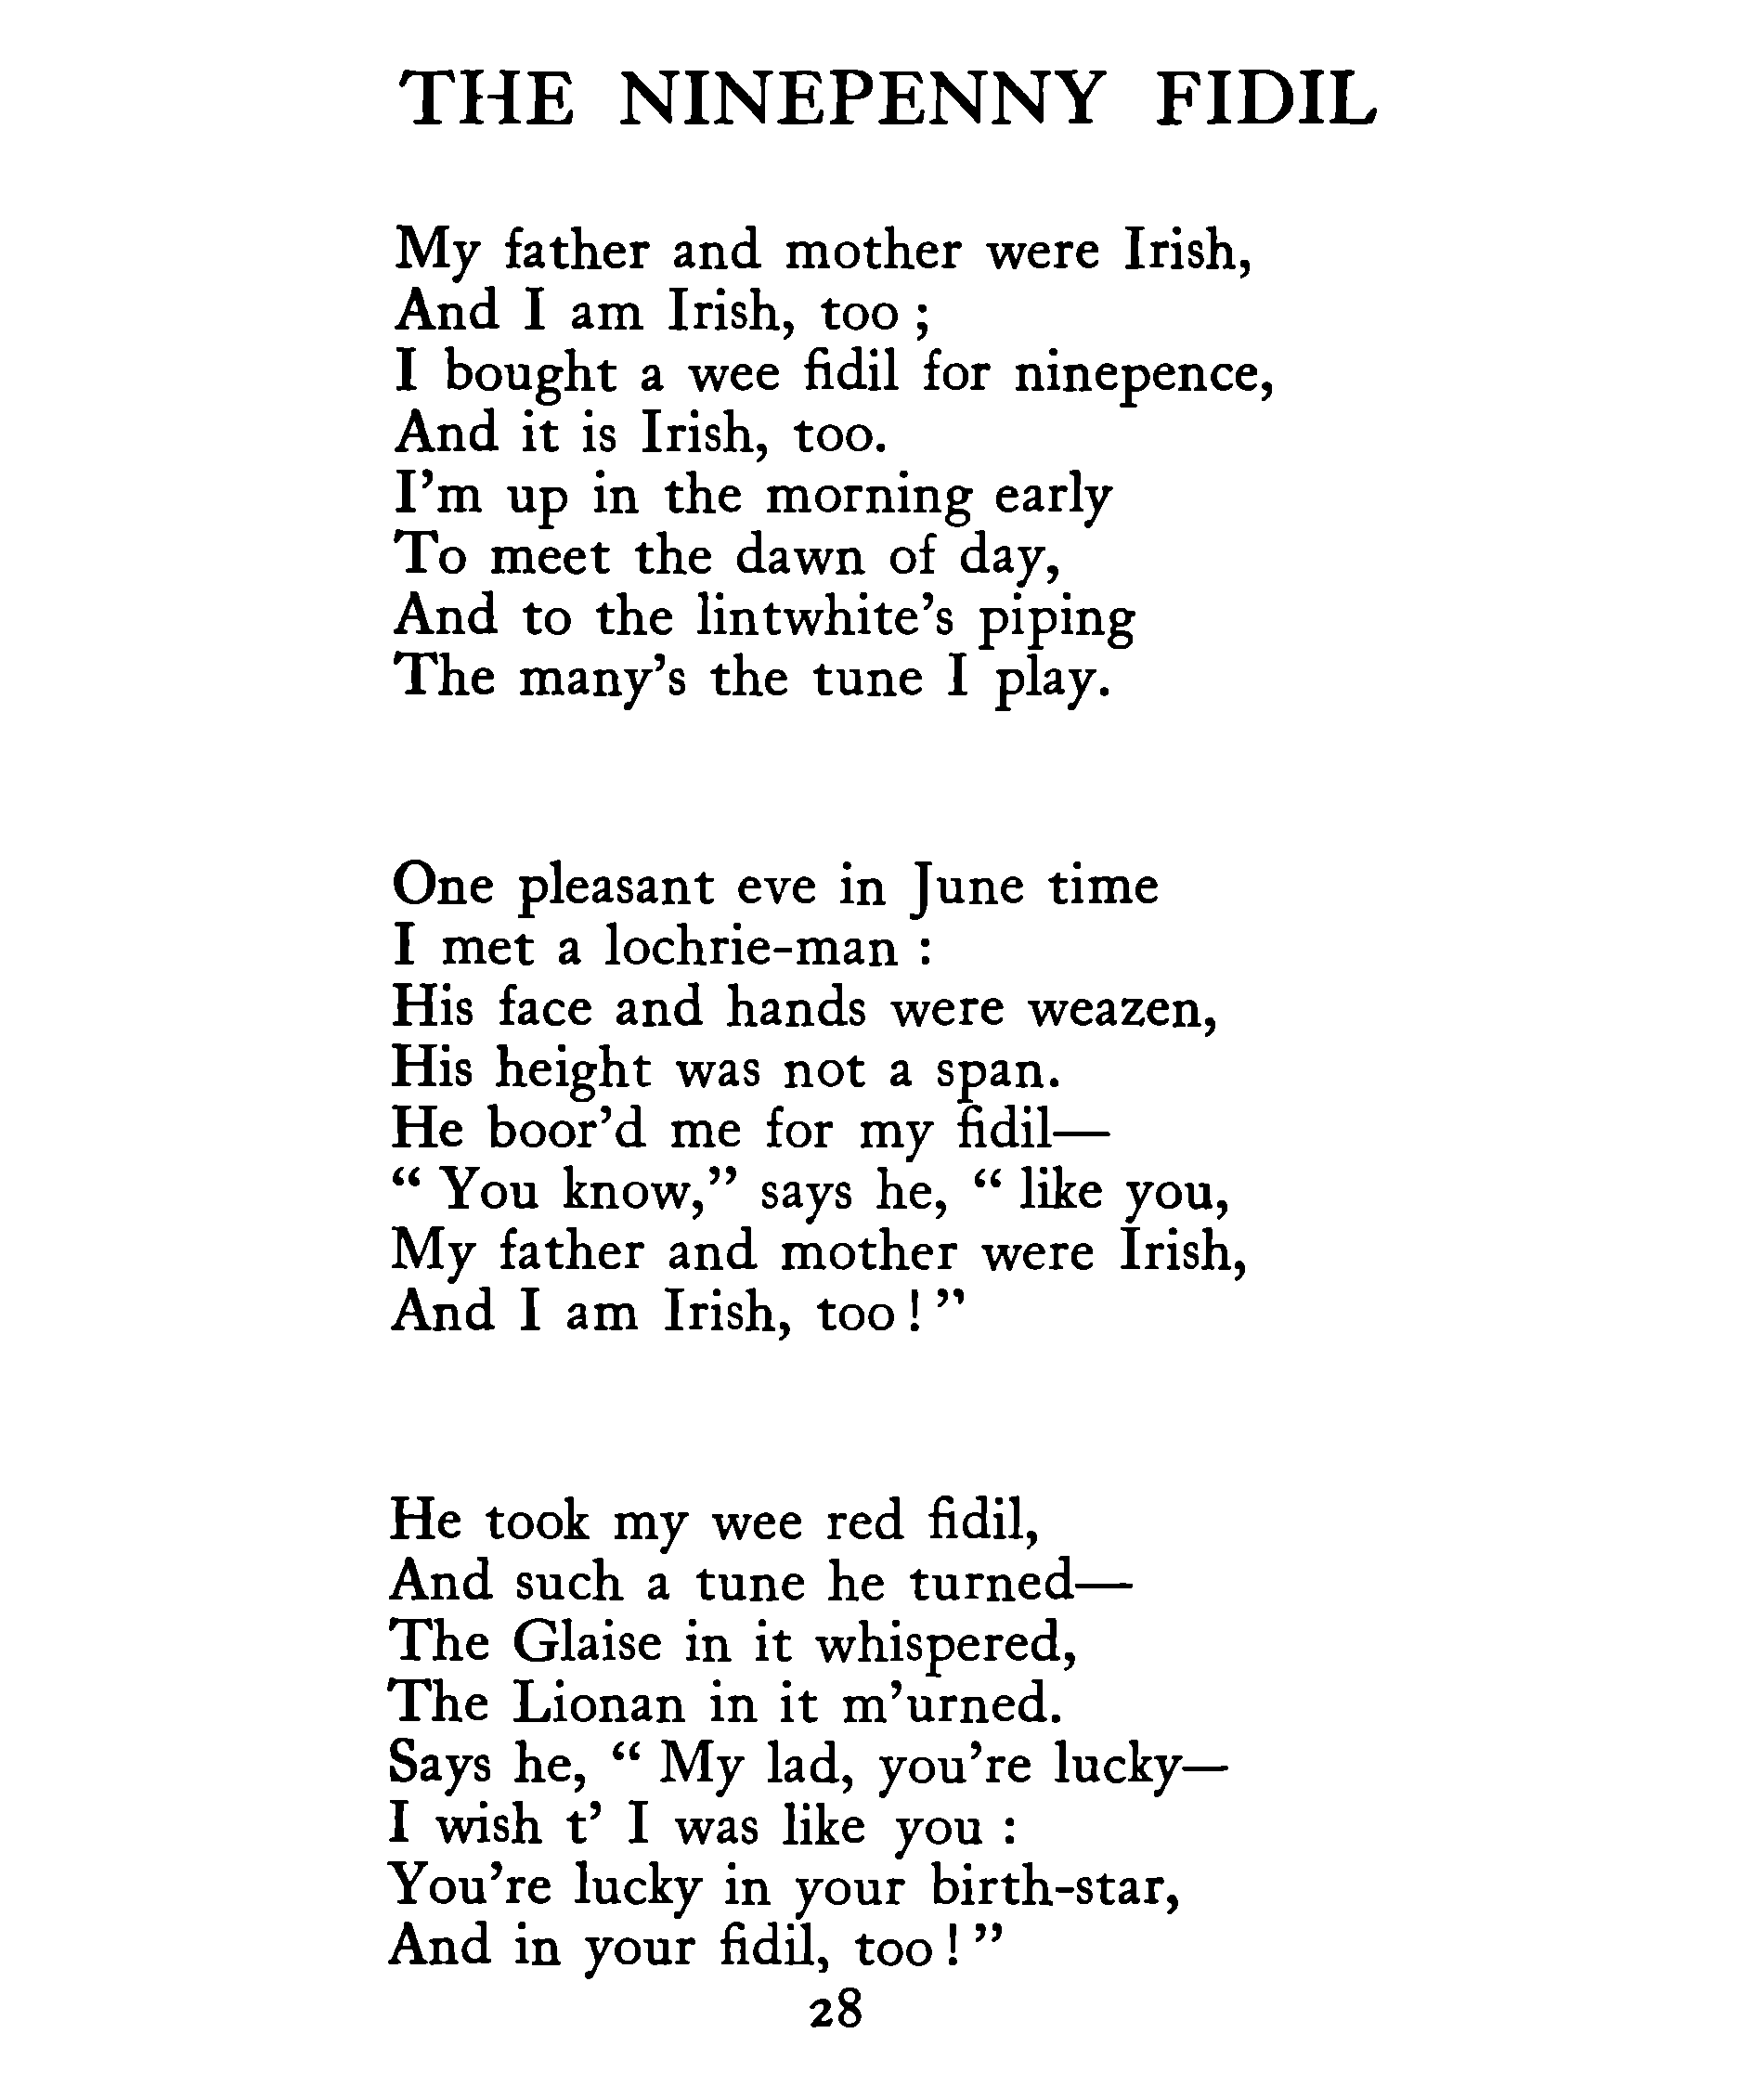 THE NINEPENNY FIDIL
My father and mother were Irish,
And I am Irish, too ;
I bought a wee fidil for ninepence,
And it is Irish, too.
I’m up in the morning early
To meet the dawn of day,
And to the lintwhite’s piping
The many’s the tune I play.
One pleasant eve in June time
I met a lochrie-man :
His face and hands were weazen,
His height was not a span.
He boor’d me for my fidil—
“ You know,” says he, “ like you,
My father and mother were Irish,
And I am Irish, too ! ”
He took my wee red fidil,
And such a tune he turned—
The Glaise in it whispered,
The Lionan in it m’urned.
Says he, “ My lad, you’re lucky—
I wish t’ I was like you :
You’re lucky in your birth-star,
And in your fidil, too ! ”
28